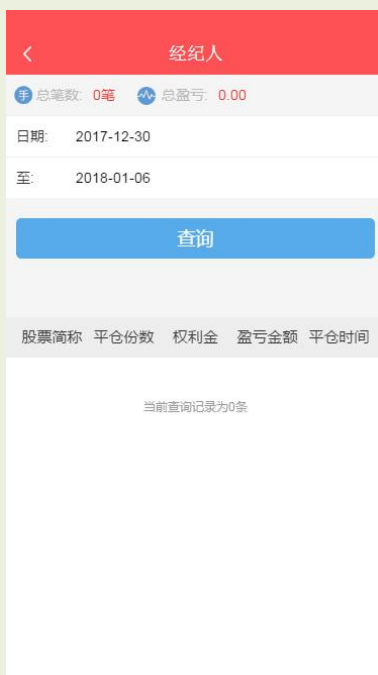 经纪人
手 总笔数: 0笔 总盈亏: 0.00
日期: 2017-12-30
至: 2018-01-06
查询
股票简称 平仓份数 权利金 盈亏金额 平仓时间
当前查询记录为0条